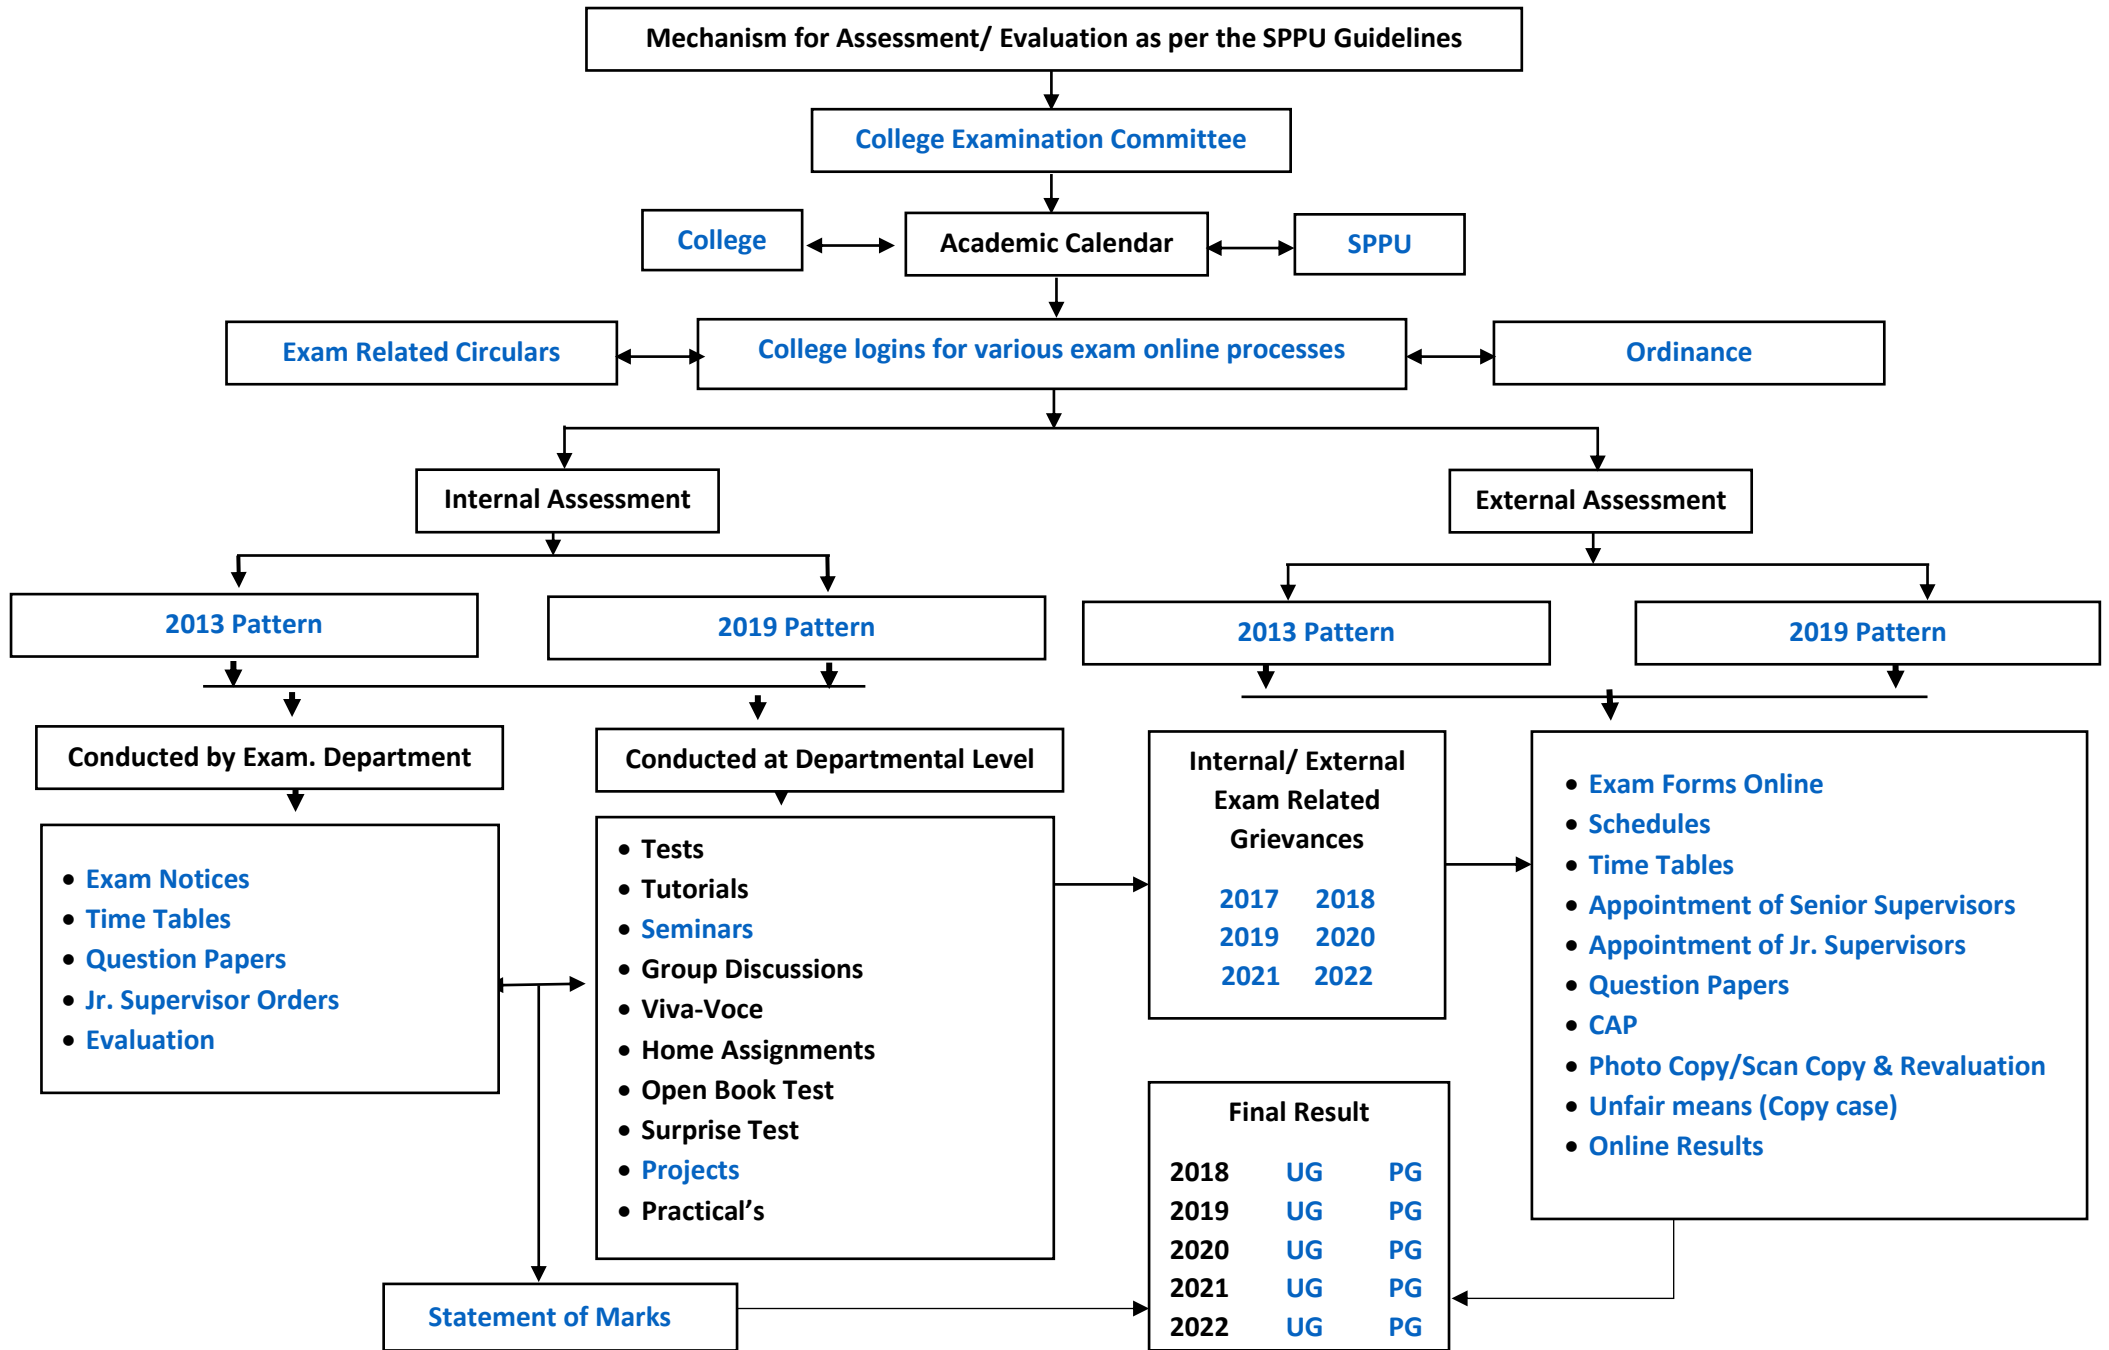 Mechanism for Assessment/ Evaluation as per the SPPU Guidelines
College Examination Committee
College
Academic Calendar
SPPU
Exam Related Circulars
College logins for various exam online processes
Ordinance
Internal Assessment
External Assessment
2013 Pattern
2019 Pattern
2013 Pattern
2019 Pattern
Conducted by Exam. Department
• Exam Notices
• Time Tables
• Question Papers
• Jr. Supervisor Orders
• Evaluation
Conducted at Departmental Level
• Tests
• Tutorials
• Seminars
• Group Discussions
• Viva-Voce
• Home Assignments
• Open Book Test
• Surprise Test
• Projects
• Practical's
Internal/ External
Exam Related
Grievances
2017 2018
2019 2020
2021 2022
• Exam Forms Online
• Schedules
• Time Tables
• Appointment of Senior Supervisors
• Appointment of Jr. Supervisors
• Question Papers
• CAP
• Photo Copy/Scan Copy & Revaluation
• Unfair means (Copy case)
• Online Results
Statement of Marks
Final Result
2018 UG PG
2019 UG PG
2020 UG PG
2021 UG PG
2022 UG PG